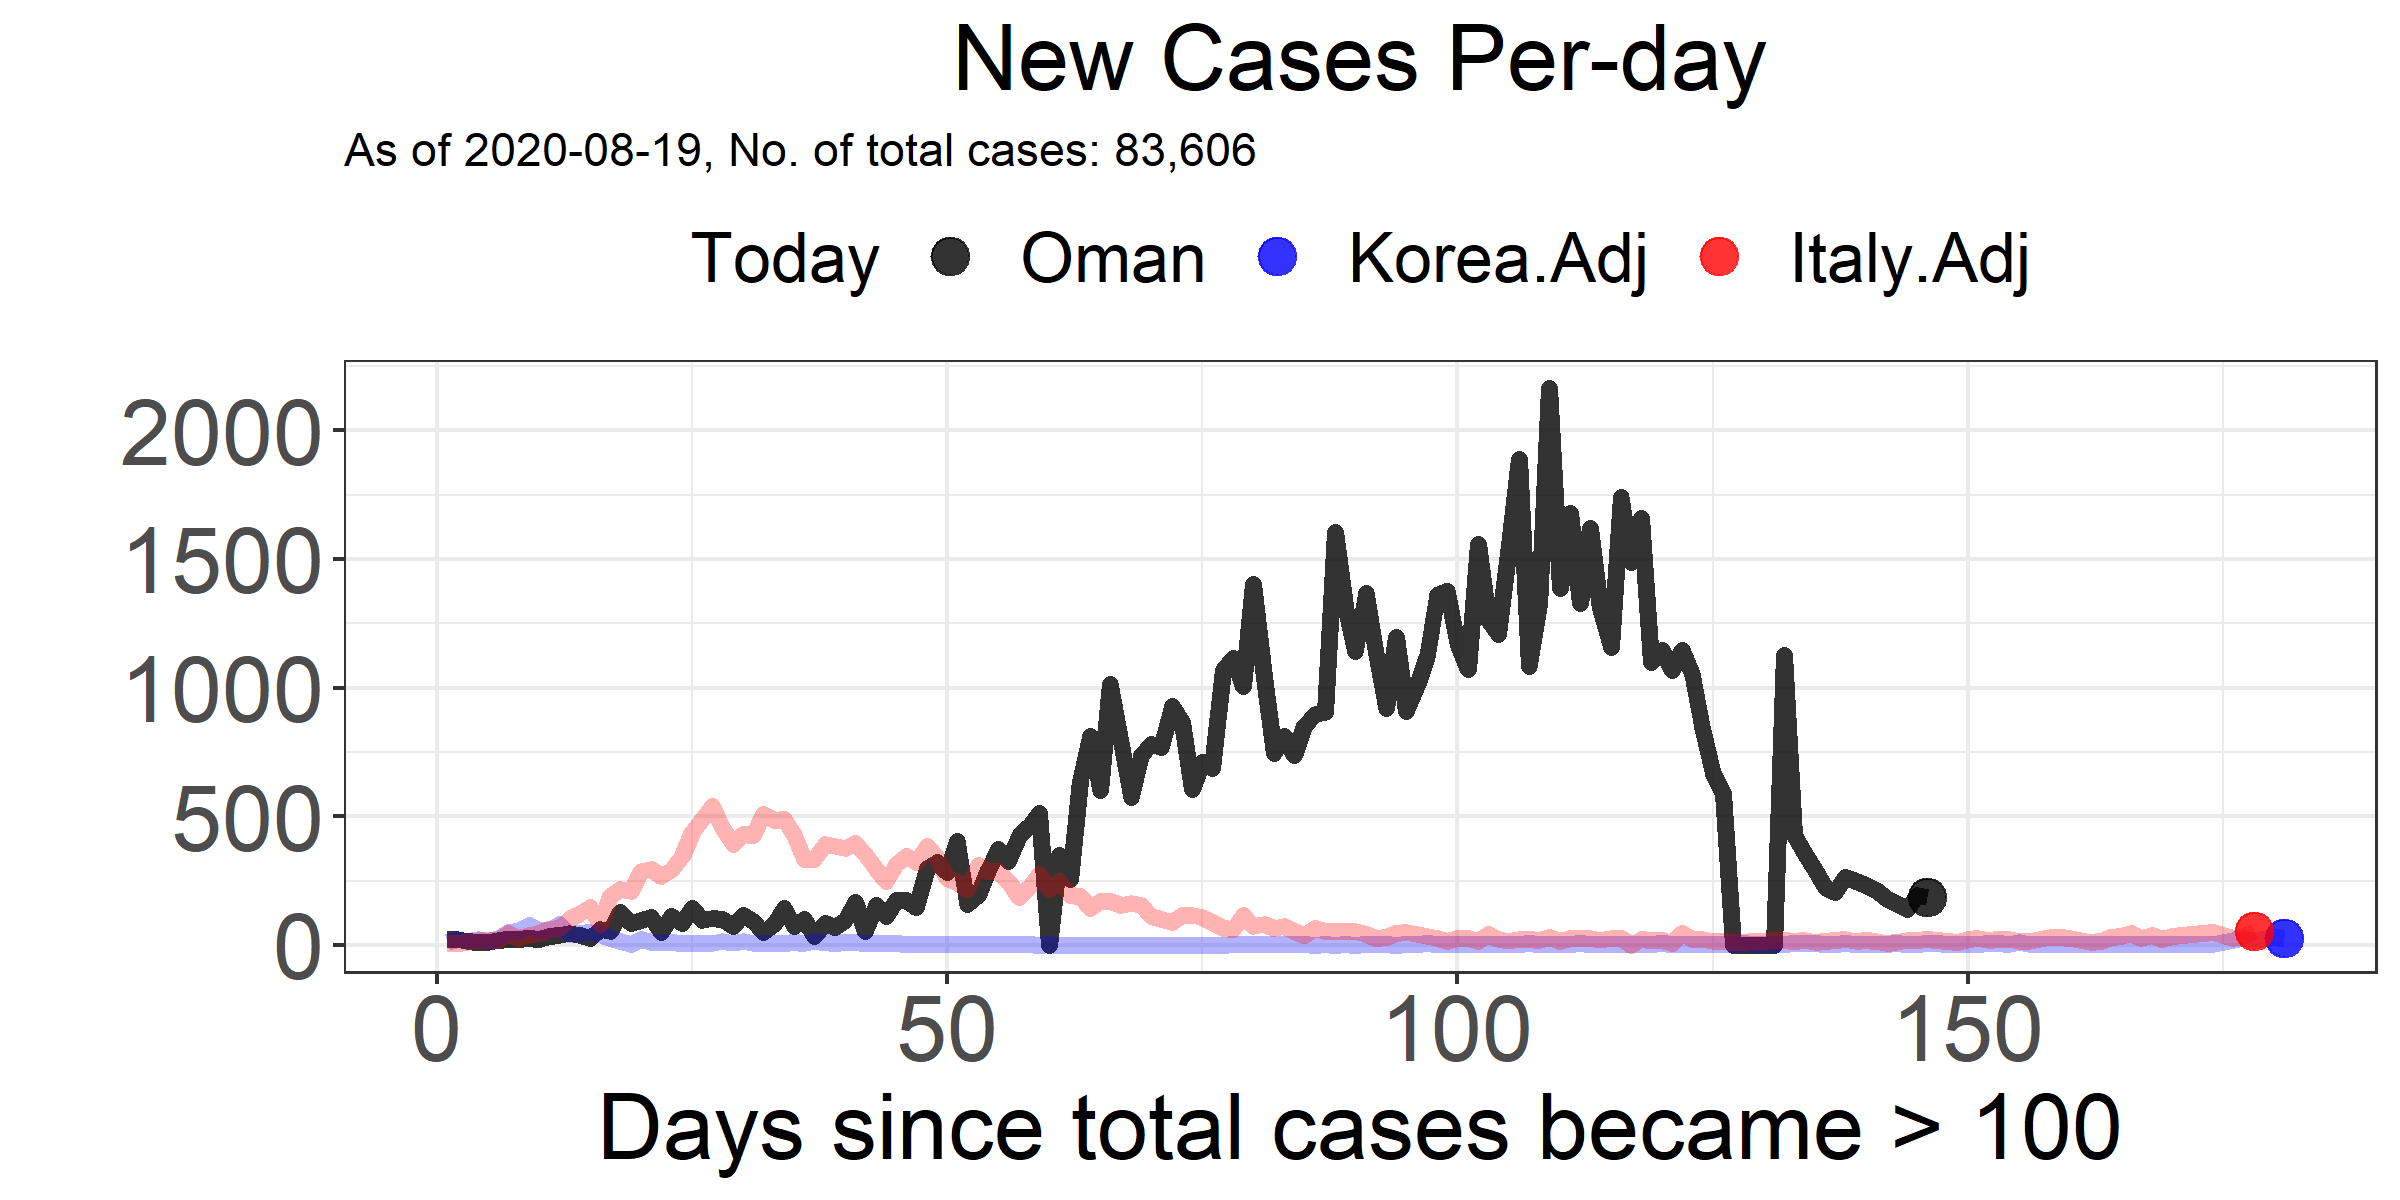 New Cases Per-day
As of 2020-08-19, No. of total cases: 83,606
Today Oman Korea.Adj Italy.Adj
2000
1500
1000
500
0
0 50 100 150
Days since total cases became > 100